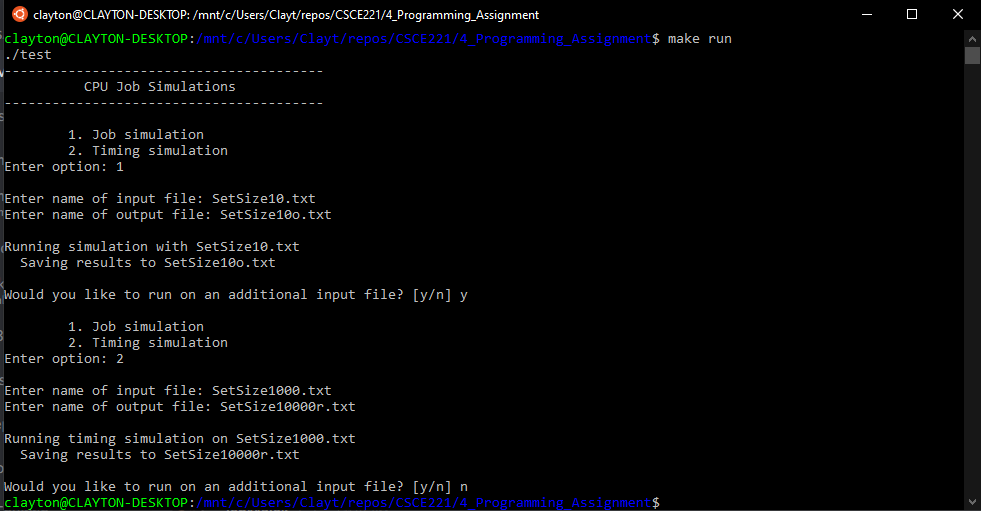 clayton@CLAYTON-DESKTOP: /mnt/c/Users/Clayt/repos/CSCE221/4_Programming_Assignment
clayton@CLAYTON-DESKTOP:/mnt/c/Users/Clayt/repos/CSCE221/4_Programming_Assignment$ make run
./test
----------------------------------------
          CPU Job Simulations
----------------------------------------
        1. Job simulation
        2. Timing simulation
Enter option: 1
Enter name of input file: SetSize10.txt
Enter name of output file: SetSize10o.txt
Running simulation with SetSize10.txt
  Saving results to SetSize10o.txt
Would you like to run on an additional input file? [y/n] y
        1. Job simulation
        2. Timing simulation
Enter option: 2
Enter name of input file: SetSize1000.txt
Enter name of output file: SetSize10000r.txt
Running timing simulation on SetSize1000.txt
  Saving results to SetSize10000r.txt
Would you like to run on an additional input file? [y/n] n
clayton@CLAYTON-DESKTOP:/mnt/c/Users/Clayt/repos/CSCE221/4_Programming_Assignment$